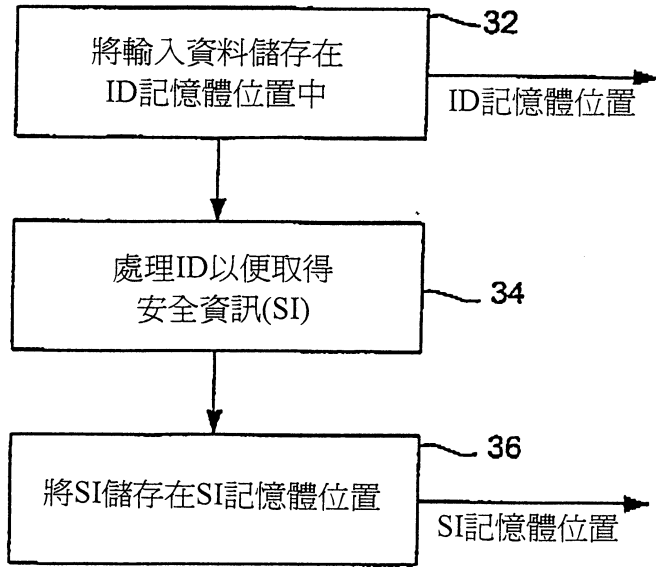 32
將輸入資料儲存在
ID記憶體位置中
ID記憶體位置
處理ID以便取得
安全資訊(SI)
34
36
將SI儲存在SI記憶體位置
SI記憶體位置